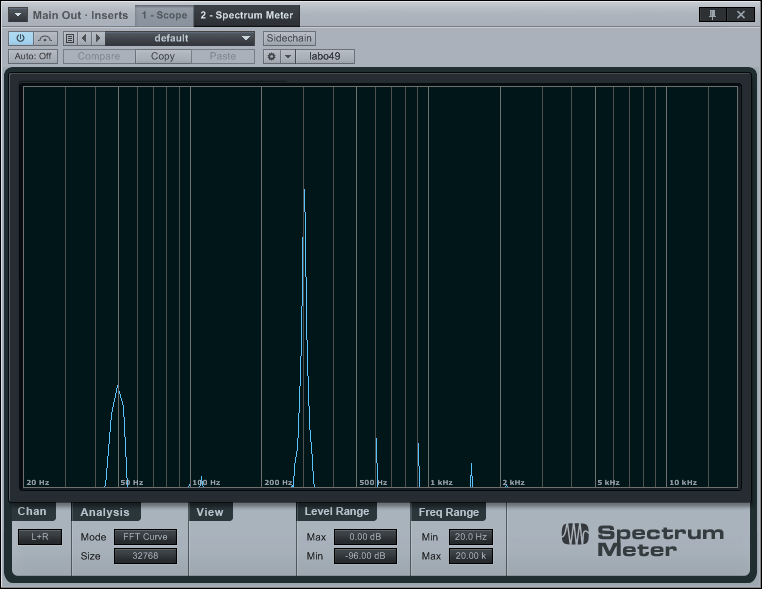 Main Out · Inserts 1 - Scope 2 - Spectrum Meter
default Sidechain
Auto: Off Compare Copy Paste labo49
20 Hz 50 Hz 100 Hz 200 Hz 500 Hz 1 kHz 2 kHz 5 kHz 10 kHz
Chan Analysis View Level Range Freq Range
L+R Mode FFT Curve Max 0.00 dB Min 20.0 Hz
Size 32768 Min -96.00 dB Max 20.00 k
Spectrum
Meter